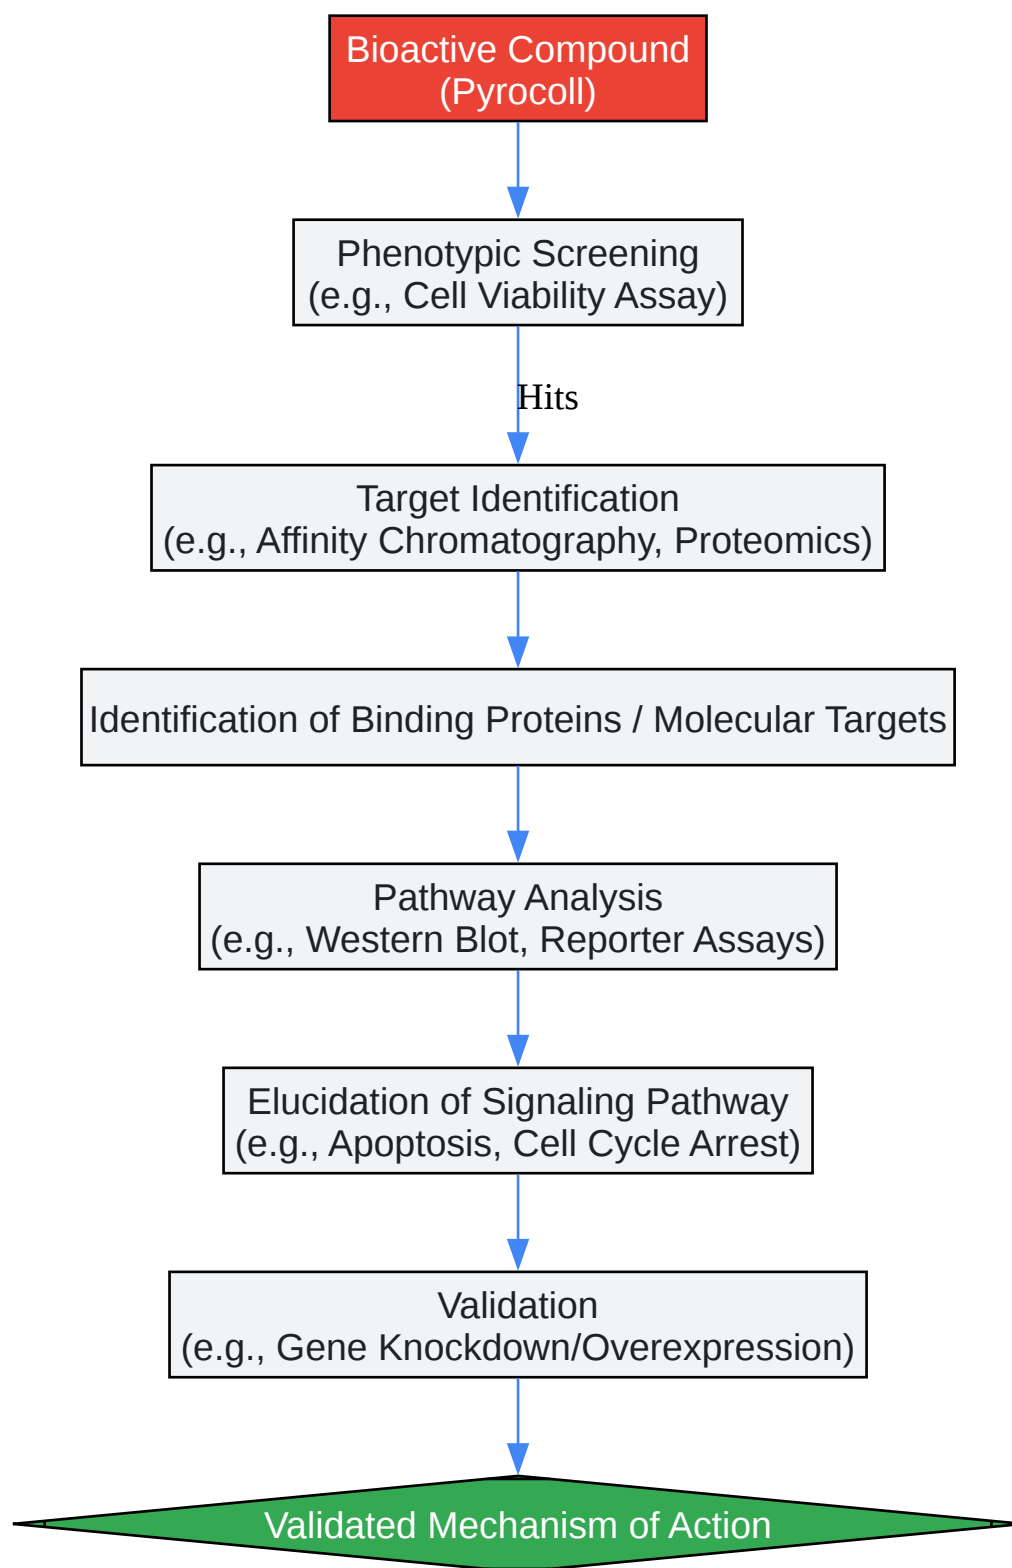 Bioactive Compound
(Pyrocoll)
Phenotypic Screening
(e.g., Cell Viability Assay)
Hits
Target Identification
(e.g., Affinity Chromatography, Proteomics)
Identification of Binding Proteins / Molecular Targets
Pathway Analysis
(e.g., Western Blot, Reporter Assays)
Elucidation of Signaling Pathway
(e.g., Apoptosis, Cell Cycle Arrest)
Validation
(e.g., Gene Knockdown/Overexpression)
Validated Mechanism of Action